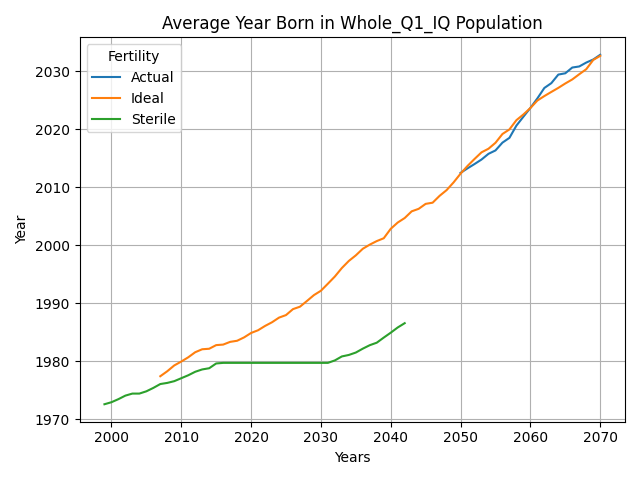 Average Year Born in Whole_Q1_IQ Population
Fertility
Actual
Ideal
Sterile
2030
2020
2010
2000
1990
1980
1970
Year
2000 2010 2020 2030 2040 2050 2060 2070
Years